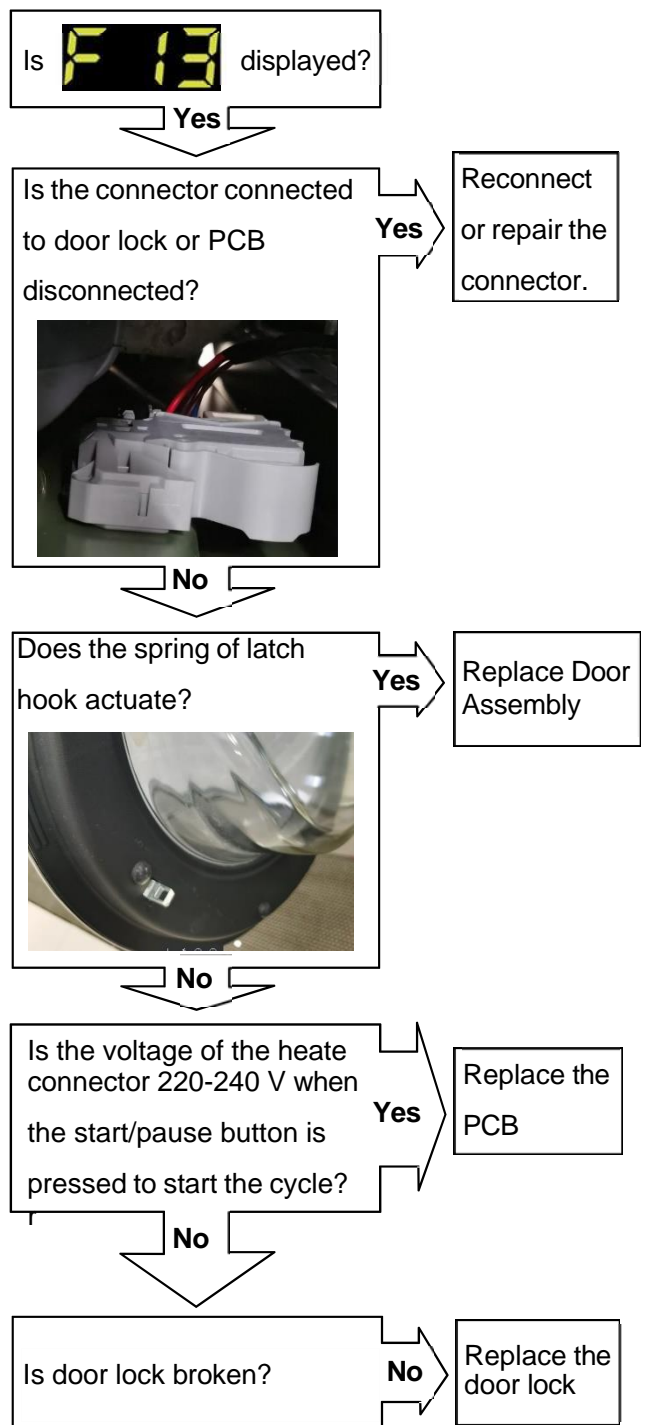 Is F 13 displayed?
Yes
Is the connector connected
to door lock or PCB
disconnected?
Yes
Reconnect
or repair the
connector.
No
Does the spring of latch
hook actuate?
Yes
Replace Door
Assembly
No
Is the voltage of the heate
connector 220-240 V when
the start/pause button is
pressed to start the cycle?
r
Yes
Replace the
PCB
No
Is door lock broken?
No
Replace the
door lock